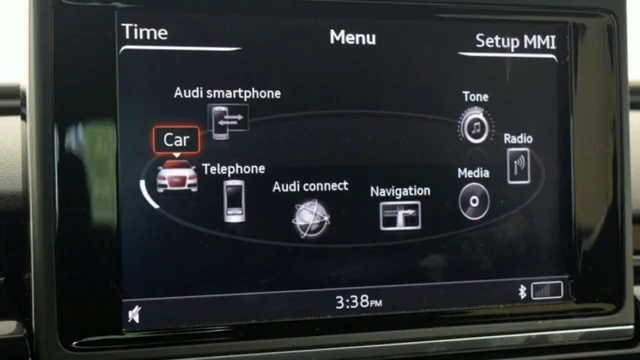 Time
Menu
Setup MMI
Audi smartphone
Tone
Car
Radio
Telephone
Media
Audi connect
Navigation
3:38PM